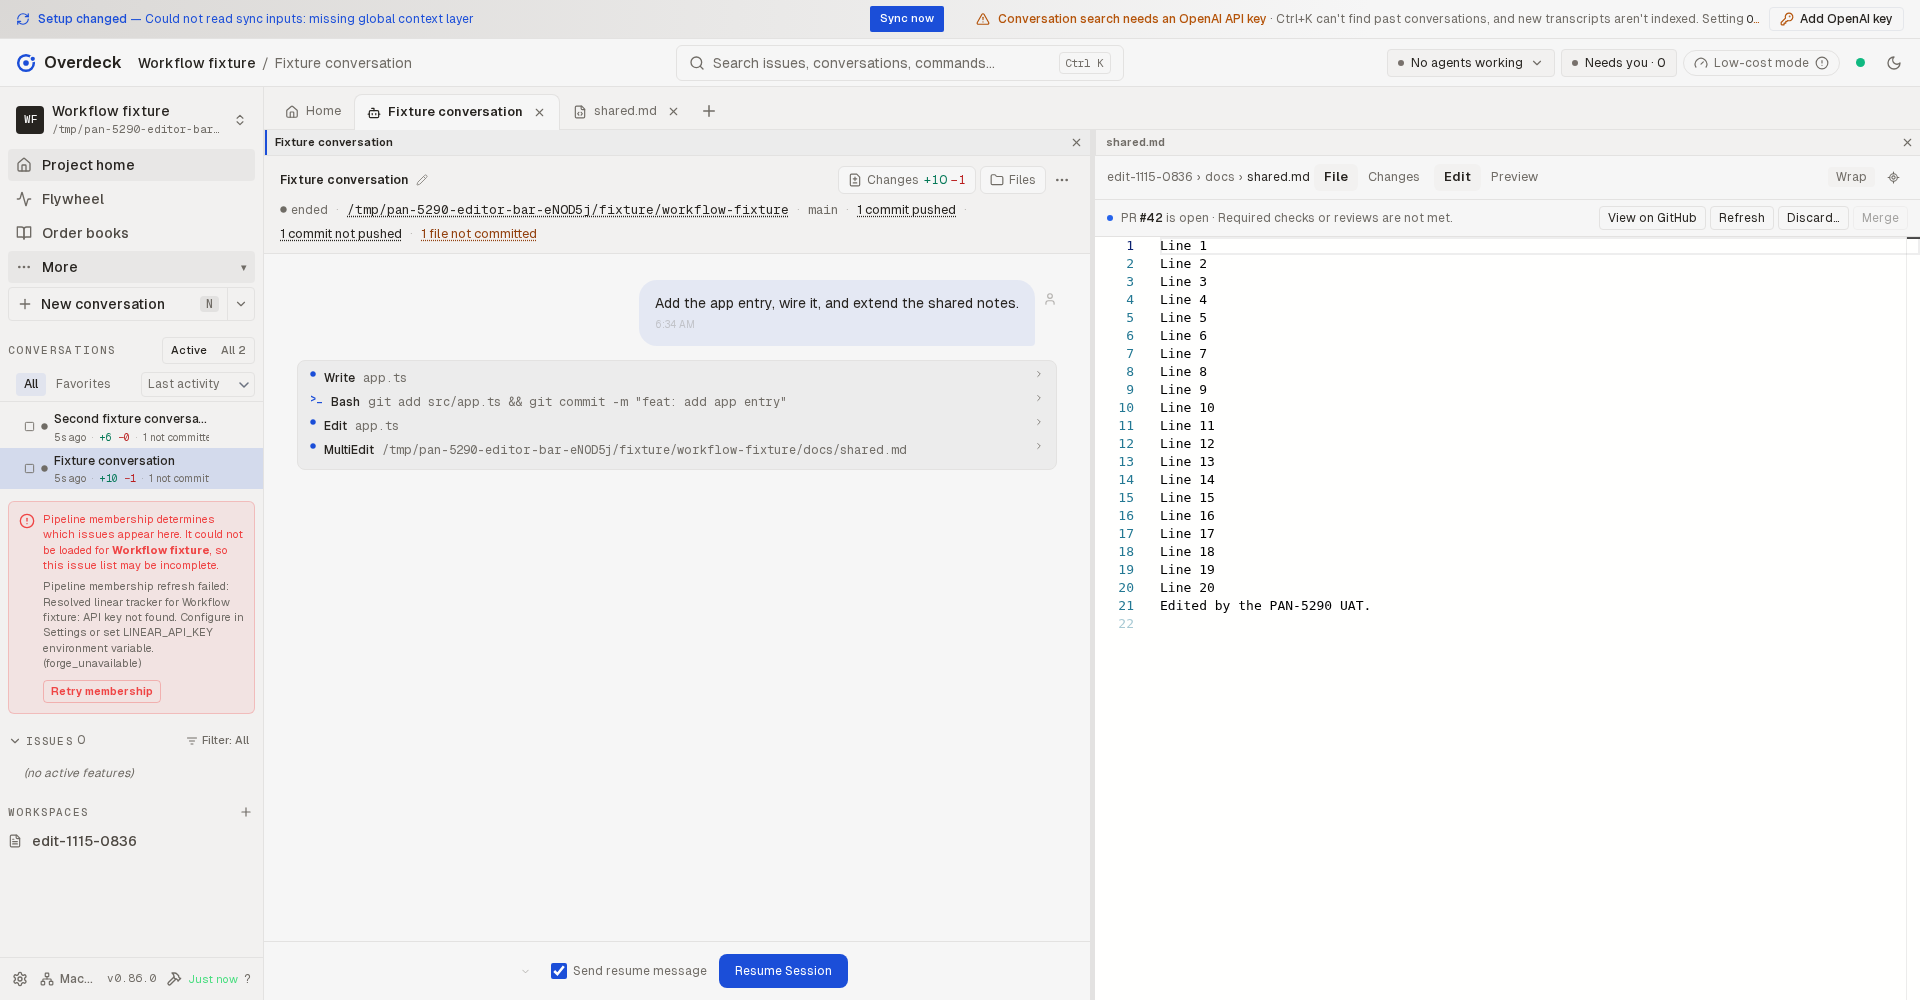 Setup changed — Could not read sync inputs: missing global context layer
Sync now
Conversation search needs an OpenAI API key · Ctrl+K can't find past conversations, and new transcripts aren't indexed. Setting o…
Add OpenAI key
Overdeck
Workflow fixture / Fixture conversation
Search issues, conversations, commands...
Ctrl K
No agents working
Needs you · 0
Low-cost mode
WF
Workflow fixture
/tmp/pan-5290-editor-bar…
Project home
Flywheel
Order books
More
New conversation
N
CONVERSATIONS
Active
All 2
All
Favorites
Last activity
Second fixture conversa…
5s ago · +6 −0 · 1 not committe
Fixture conversation
5s ago · +10 −1 · 1 not commit
Pipeline membership determines
which issues appear here. It could not
be loaded for Workflow fixture, so
this issue list may be incomplete.
Pipeline membership refresh failed:
Resolved linear tracker for Workflow
fixture: API key not found. Configure in
Settings or set LINEAR_API_KEY
environment variable.
(forge_unavailable)
Retry membership
ISSUES 0
Filter: All
(no active features)
WORKSPACES
edit-1115-0836
Mac…
v0.86.0
Just now
?
Home
Fixture conversation
shared.md
Fixture conversation
Fixture conversation
Changes +10 −1
Files
ended · /tmp/pan-5290-editor-bar-eNOD5j/fixture/workflow-fixture · main · 1 commit pushed ·
1 commit not pushed · 1 file not committed
Add the app entry, wire it, and extend the shared notes.
6:34 AM
Write app.ts
>_ Bash git add src/app.ts && git commit -m "feat: add app entry"
Edit app.ts
MultiEdit /tmp/pan-5290-editor-bar-eNOD5j/fixture/workflow-fixture/docs/shared.md
Send resume message
Resume Session
shared.md
edit-1115-0836 › docs › shared.md
File
Changes
Edit
Preview
Wrap
PR #42 is open · Required checks or reviews are not met.
View on GitHub
Refresh
Discard…
Merge
1 Line 1
2 Line 2
3 Line 3
4 Line 4
5 Line 5
6 Line 6
7 Line 7
8 Line 8
9 Line 9
10 Line 10
11 Line 11
12 Line 12
13 Line 13
14 Line 14
15 Line 15
16 Line 16
17 Line 17
18 Line 18
19 Line 19
20 Line 20
21 Edited by the PAN-5290 UAT.
22